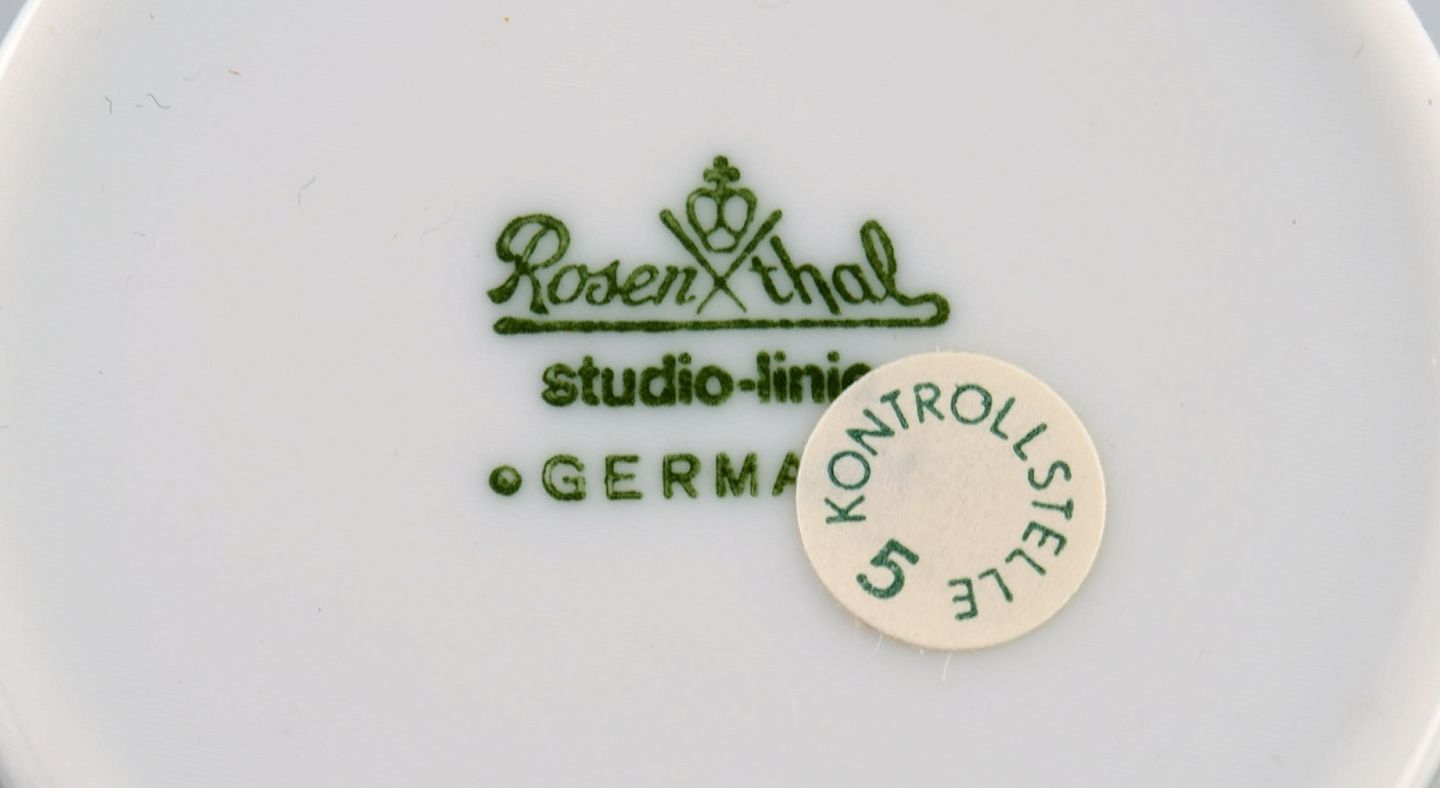 Rosenthal
studio-linie
GERMA
KONTROLLSTELLE
5